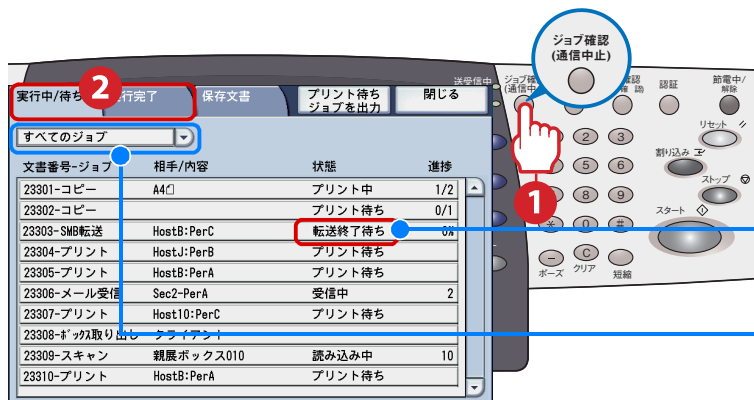 ジョブ確認
(通信中止)
送受信中
認証
節電中/
解除
2
実行中/待ち
実行完了
保存文書
プリント待ち
ジョブを出力
閉じる
すべてのジョブ
文書番号-ジョブ 相手/内容 状態 進捗
23301-コピー A4 プリント中 1/2
23302-コピー プリント待ち 0/1
23303-SMB転送 HostB:PerC 転送終了待ち 0%
23304-プリント HostJ:PerB プリント待ち
23305-プリント HostB:PerA プリント待ち
23306-メール受信 Sec2-PerA 受信中 2
23307-プリント Host10:PerC プリント待ち
23308-ボックス取り出し クライアント
23309-スキャン 親展ボックス010 読み込み中 10
23310-プリント HostB:PerA プリント待ち
リセット
2 3
割り込み
5 6
ストップ
1
8 9
スタート
0 #
C
ポーズ クリア 短縮